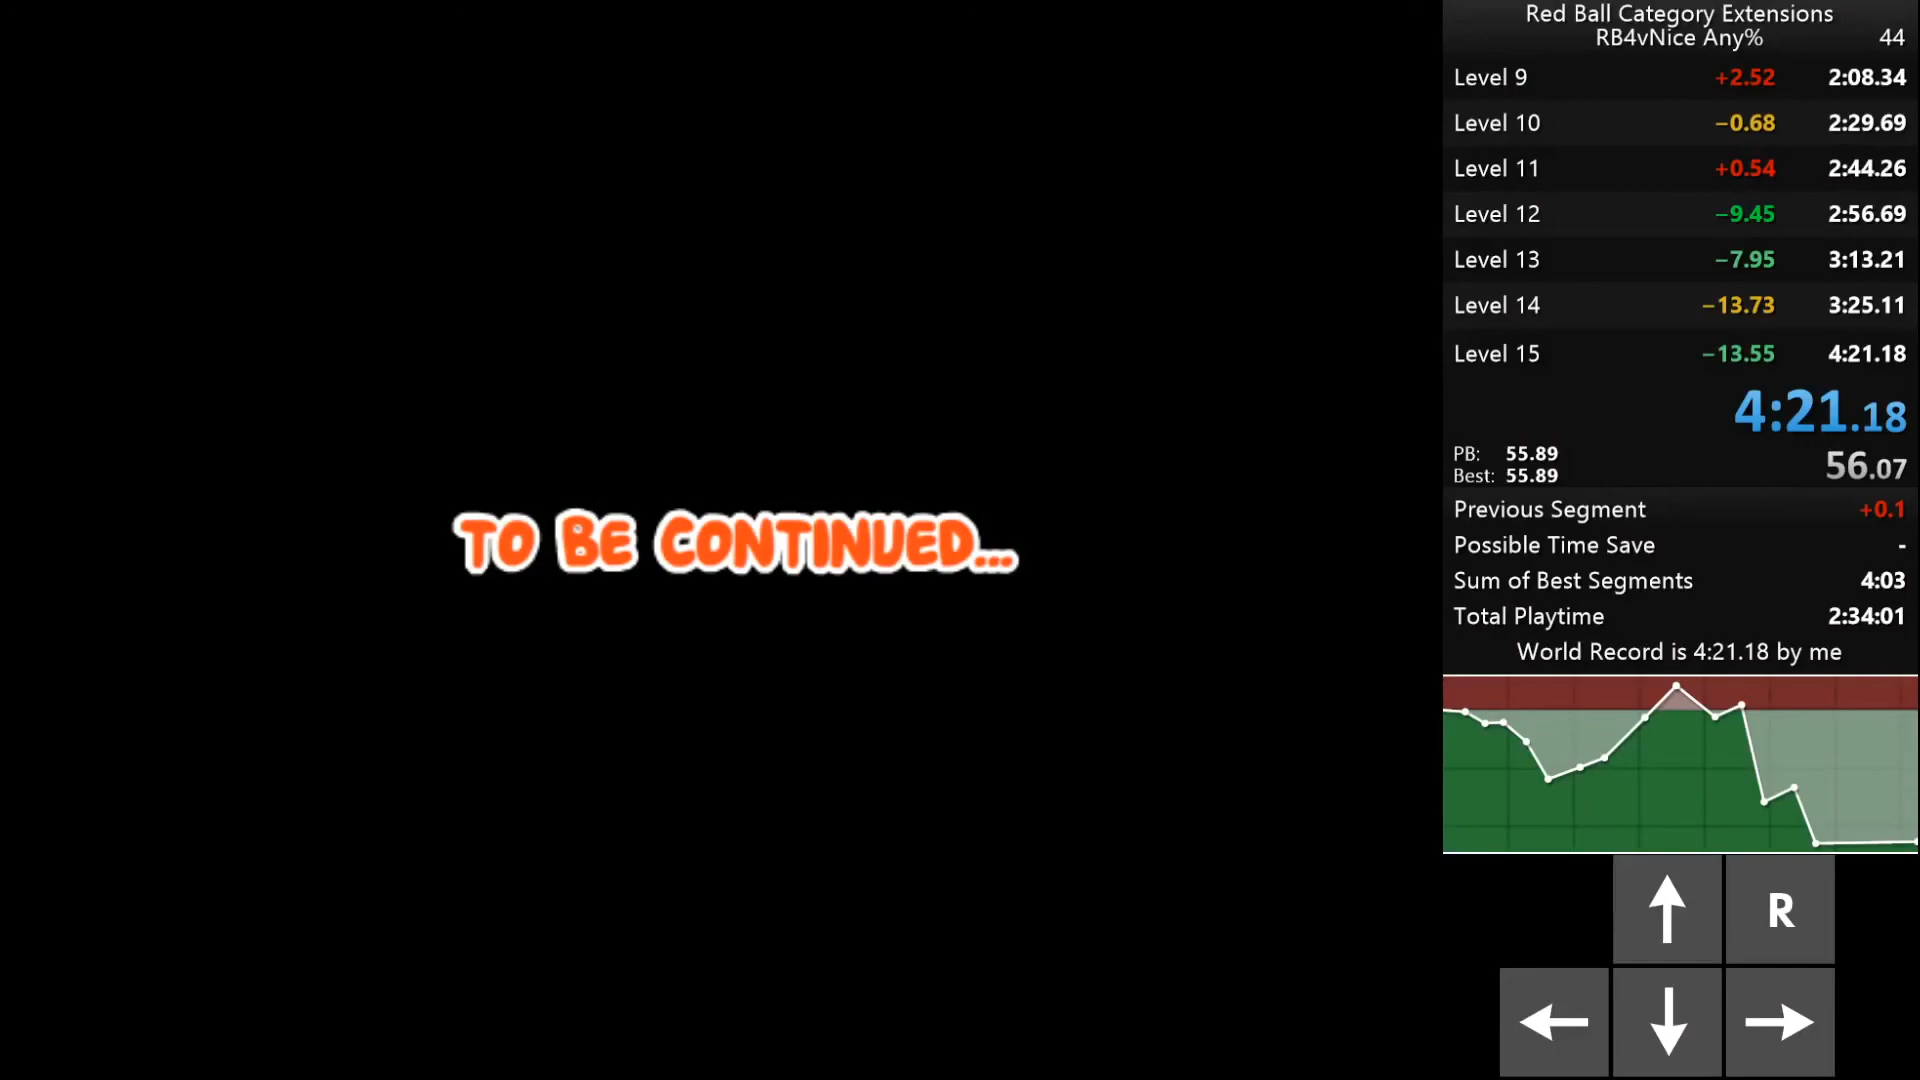 Red Ball Category Extensions
RB4vNice Any% 44
Level 9 +2.52 2:08.34
Level 10 −0.68 2:29.69
Level 11 +0.54 2:44.26
Level 12 −9.45 2:56.69
Level 13 −7.95 3:13.21
Level 14 −13.73 3:25.11
Level 15 −13.55 4:21.18
4:21.18
PB: 55.89
Best: 55.89
56.07
Previous Segment +0.1
Possible Time Save -
Sum of Best Segments 4:03
Total Playtime 2:34:01
World Record is 4:21.18 by me
TO BE CONTINUED...
R